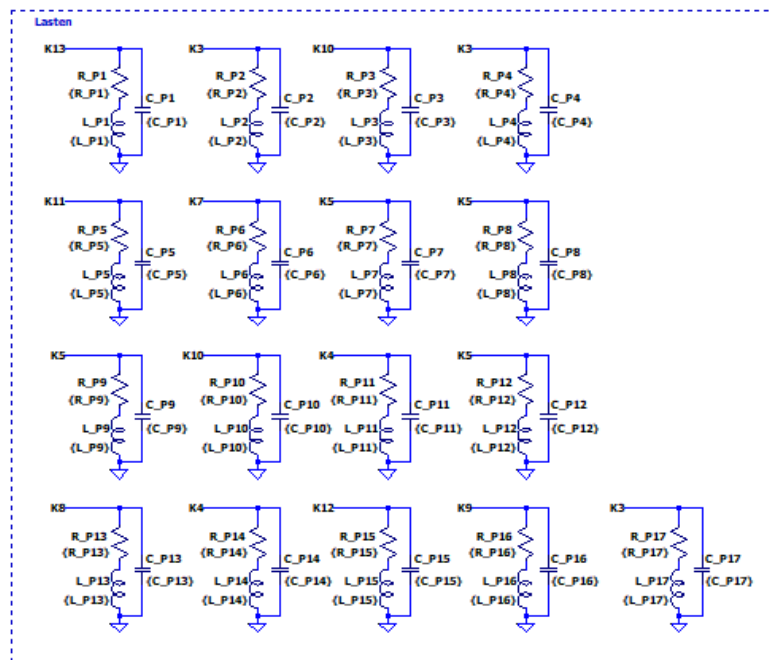 Lasten
K13 K3 K10 K3
R_P1 R_P2 R_P3 R_P4
{R_P1} {R_P2} {R_P3} {R_P4}
C_P1 C_P2 C_P3 C_P4
L_P1 {C_P1} L_P2 {C_P2} L_P3 {C_P3} L_P4 {C_P4}
{L_P1} {L_P2} {L_P3} {L_P4}
K11 K7 K5 K5
R_P5 R_P6 R_P7 R_P8
{R_P5} {R_P6} {R_P7} {R_P8}
C_P5 C_P6 C_P7 C_P8
L_P5 {C_P5} L_P6 {C_P6} L_P7 {C_P7} L_P8 {C_P8}
{L_P5} {L_P6} {L_P7} {L_P8}
K5 K10 K4 K5
R_P9 R_P10 R_P11 R_P12
{R_P9} {R_P10} {R_P11} {R_P12}
C_P9 C_P10 C_P11 C_P12
L_P9 {C_P9} L_P10 {C_P10} L_P11 {C_P11} L_P12 {C_P12}
{L_P9} {L_P10} {L_P11} {L_P12}
K8 K4 K12 K9 K3
R_P13 R_P14 R_P15 R_P16 R_P17
{R_P13} {R_P14} {R_P15} {R_P16} {R_P17}
C_P13 C_P14 C_P15 C_P16 C_P17
L_P13 {C_P13} L_P14 {C_P14} L_P15 {C_P15} L_P16 {C_P16} L_P17 {C_P17}
{L_P13} {L_P14} {L_P15} {L_P16} {L_P17}